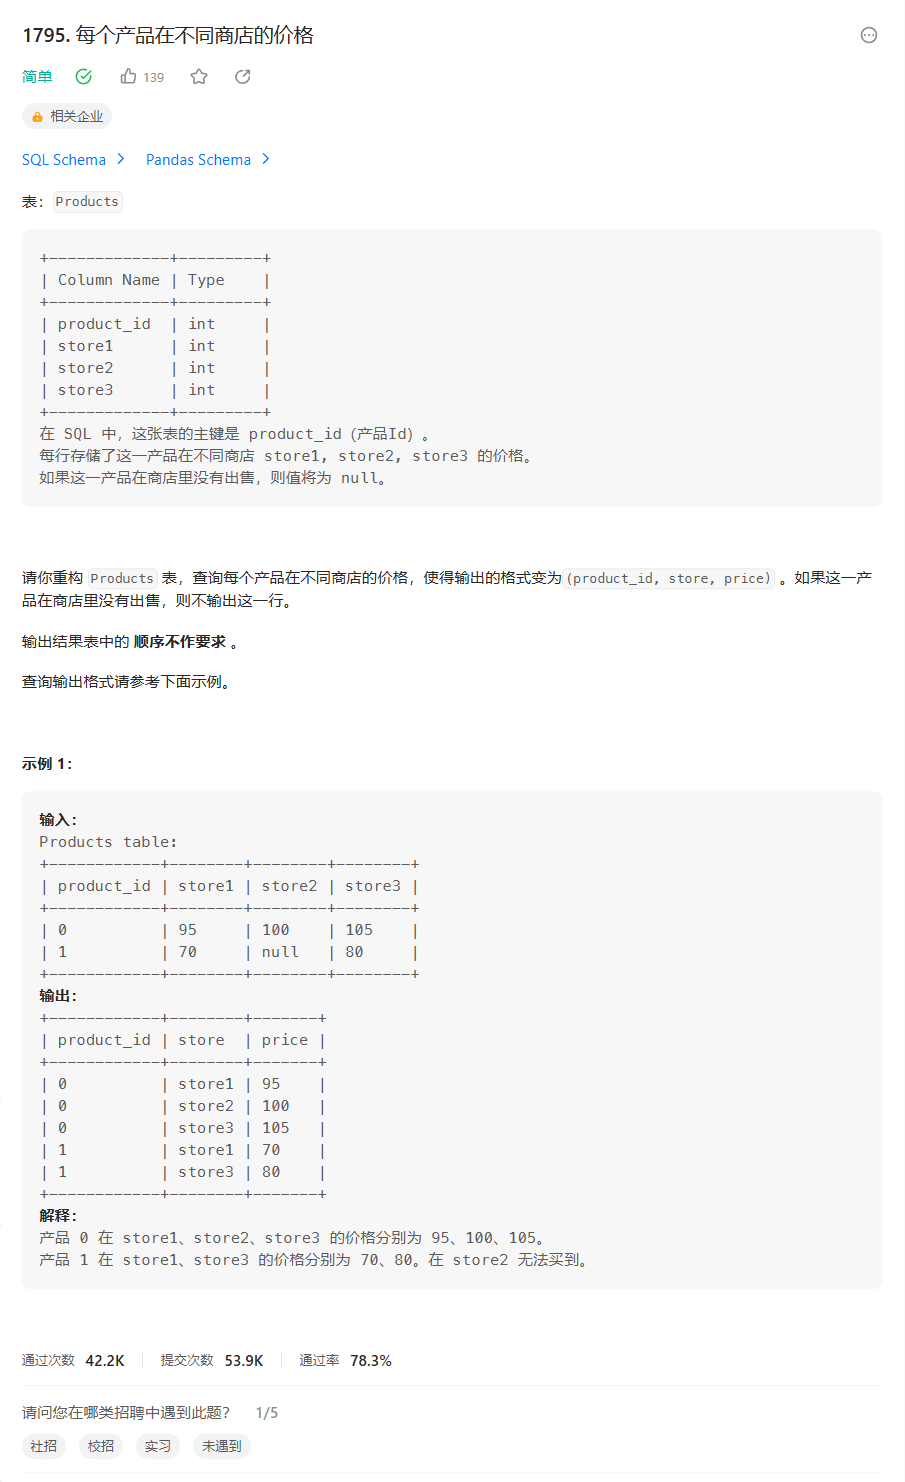 1795. 每个产品在不同商店的价格
简单 139
相关企业
SQL Schema > Pandas Schema >
表：Products
+-------------+---------+
| Column Name | Type    |
+-------------+---------+
| product_id  | int     |
| store1      | int     |
| store2      | int     |
| store3      | int     |
+-------------+---------+
在 SQL 中，这张表的主键是 product_id（产品Id）。
每行存储了这一产品在不同商店 store1, store2, store3 的价格。
如果这一产品在商店里没有出售，则值将为 null。
请你重构 Products 表，查询每个产品在不同商店的价格，使得输出的格式变为(product_id, store, price) 。如果这一产
品在商店里没有出售，则不输出这一行。
输出结果表中的 顺序不作要求 。
查询输出格式请参考下面示例。
示例 1：
输入：
Products table:
+------------+--------+--------+--------+
| product_id | store1 | store2 | store3 |
+------------+--------+--------+--------+
| 0          | 95     | 100    | 105    |
| 1          | 70     | null   | 80     |
+------------+--------+--------+--------+
输出：
+------------+--------+-------+
| product_id | store  | price |
+------------+--------+-------+
| 0          | store1 | 95    |
| 0          | store2 | 100   |
| 0          | store3 | 105   |
| 1          | store1 | 70    |
| 1          | store3 | 80    |
+------------+--------+-------+
解释：
产品 0 在 store1、store2、store3 的价格分别为 95、100、105。
产品 1 在 store1、store3 的价格分别为 70、80。在 store2 无法买到。
通过次数 42.2K 提交次数 53.9K 通过率 78.3%
请问您在哪类招聘中遇到此题？ 1/5
社招 校招 实习 未遇到